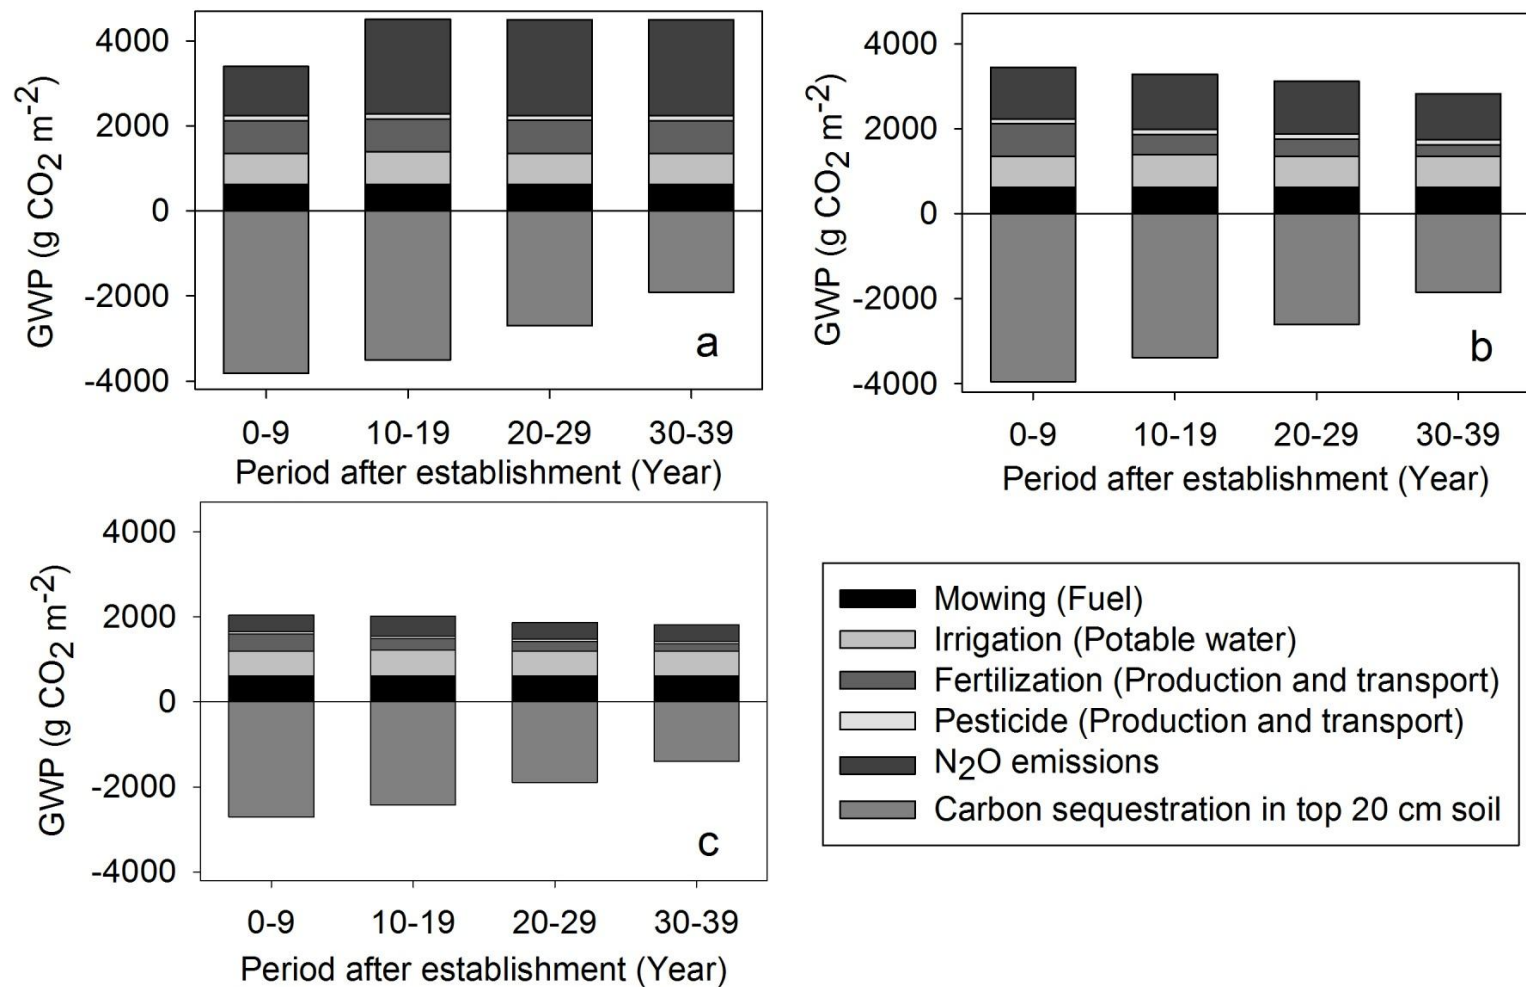 GWP (g CO₂ m⁻²)
4000
2000
0
-2000
-4000
a
0-9 10-19 20-29 30-39
Period after establishment (Year)
GWP (g CO₂ m⁻²)
4000
2000
0
-2000
-4000
b
0-9 10-19 20-29 30-39
Period after establishment (Year)
GWP (g CO₂ m⁻²)
4000
2000
0
-2000
-4000
c
0-9 10-19 20-29 30-39
Period after establishment (Year)
Mowing (Fuel)
Irrigation (Potable water)
Fertilization (Production and transport)
Pesticide (Production and transport)
N₂O emissions
Carbon sequestration in top 20 cm soil